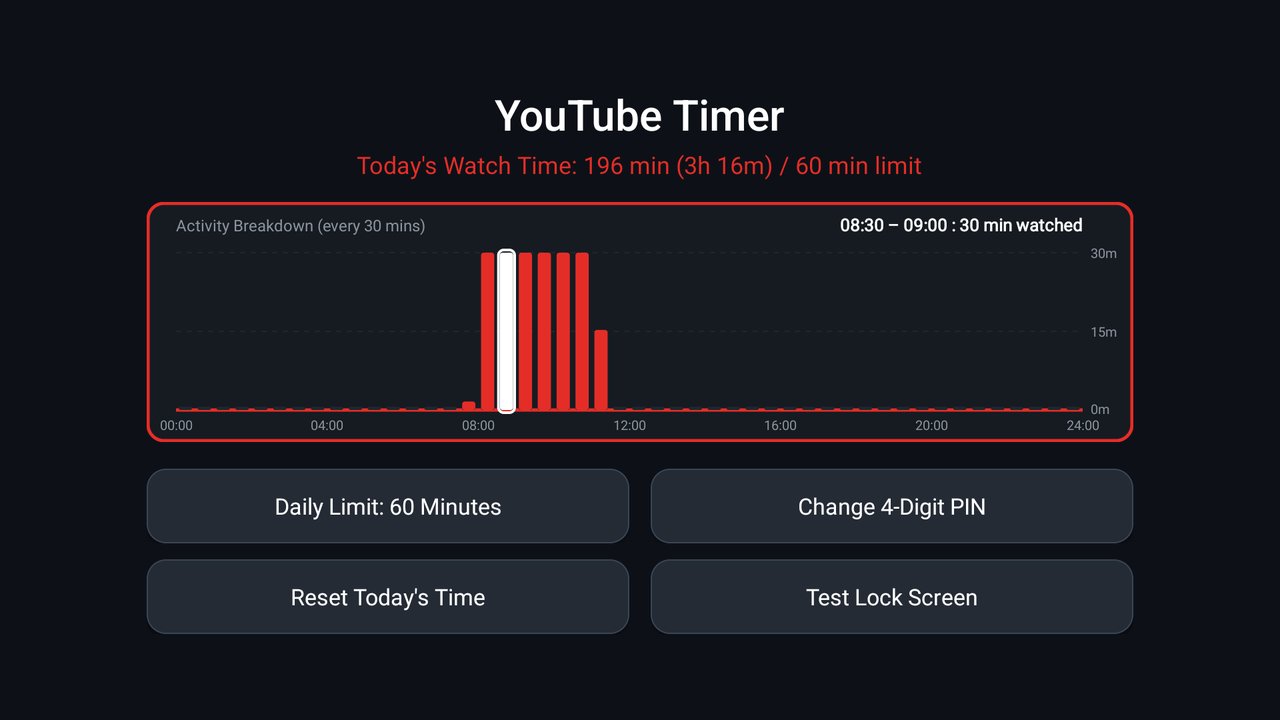 YouTube Timer
Today's Watch Time: 196 min (3h 16m) / 60 min limit
Activity Breakdown (every 30 mins)
08:30 – 09:00 : 30 min watched
30m
15m
0m
00:00
04:00
08:00
12:00
16:00
20:00
24:00
Daily Limit: 60 Minutes
Change 4-Digit PIN
Reset Today's Time
Test Lock Screen